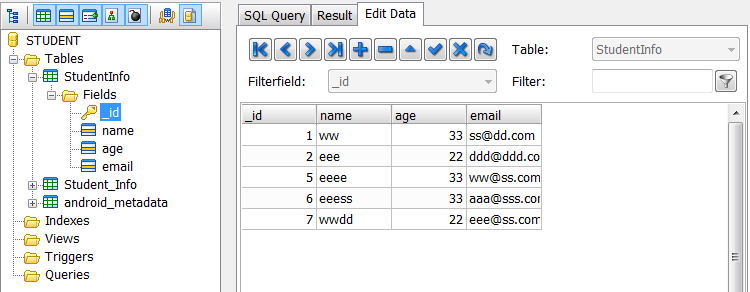 STUDENT
Tables
StudentInfo
Fields
_id
name
age
email
Student_Info
android_metadata
Indexes
Views
Triggers
Queries
SQL Query Result Edit Data
Table: StudentInfo
Filterfield: _id Filter:
_id name age email
1 ww 33 ss@dd.com
2 eee 22 ddd@ddd.co
5 eeee 33 ww@ss.com
6 eeess 33 aaa@sss.com
7 wwdd 22 eee@ss.com